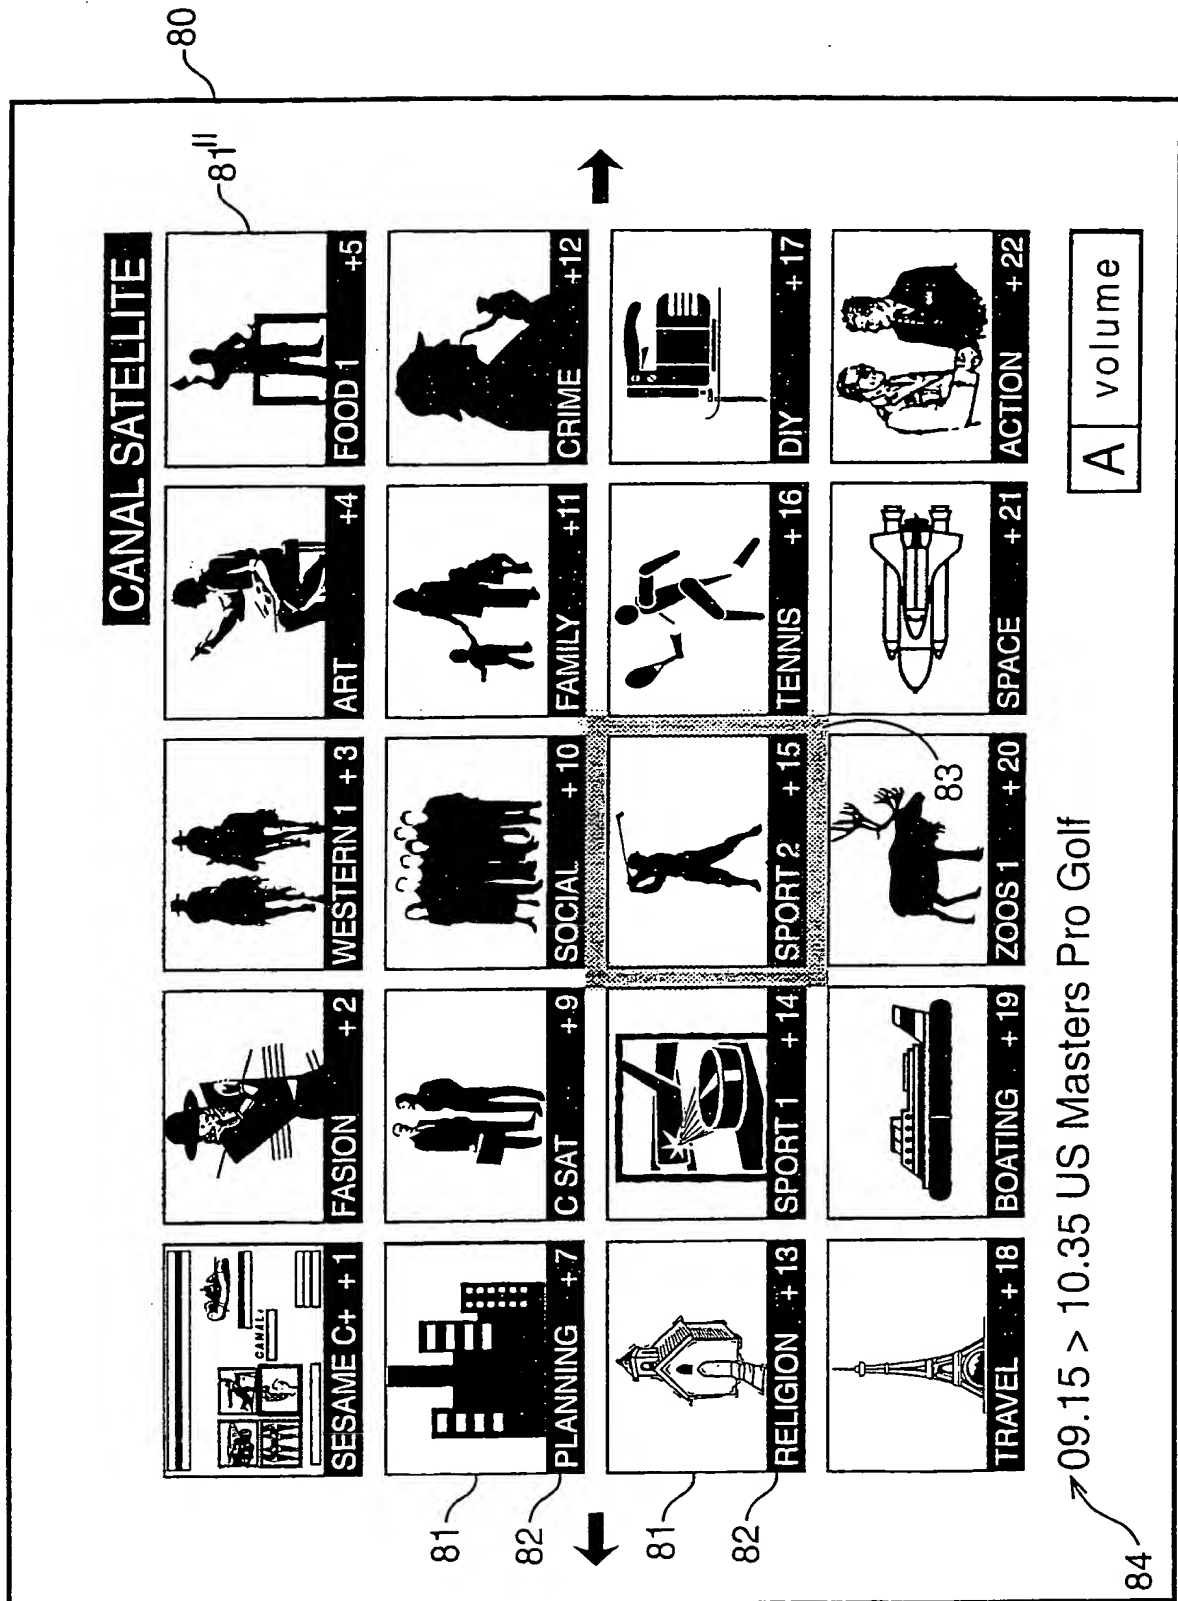 80
81"
CANAL SATELLITE
SESAME C+ + 1
FASION + 2
WESTERN 1 + 3
ART +4
FOOD 1 +5
CANAL+
81
82
PLANNING +7
C SAT +9
SOCIAL + 10
FAMILY +11
CRIME +12
81
82
RELIGION + 13
SPORT 1 + 14
SPORT 2 + 15
TENNIS + 16
DIY + 17
83
TRAVEL + 18
BOATING + 19
ZOOS 1 + 20
SPACE + 21
ACTION + 22
84
09.15 > 10.35 US Masters Pro Golf
A volume